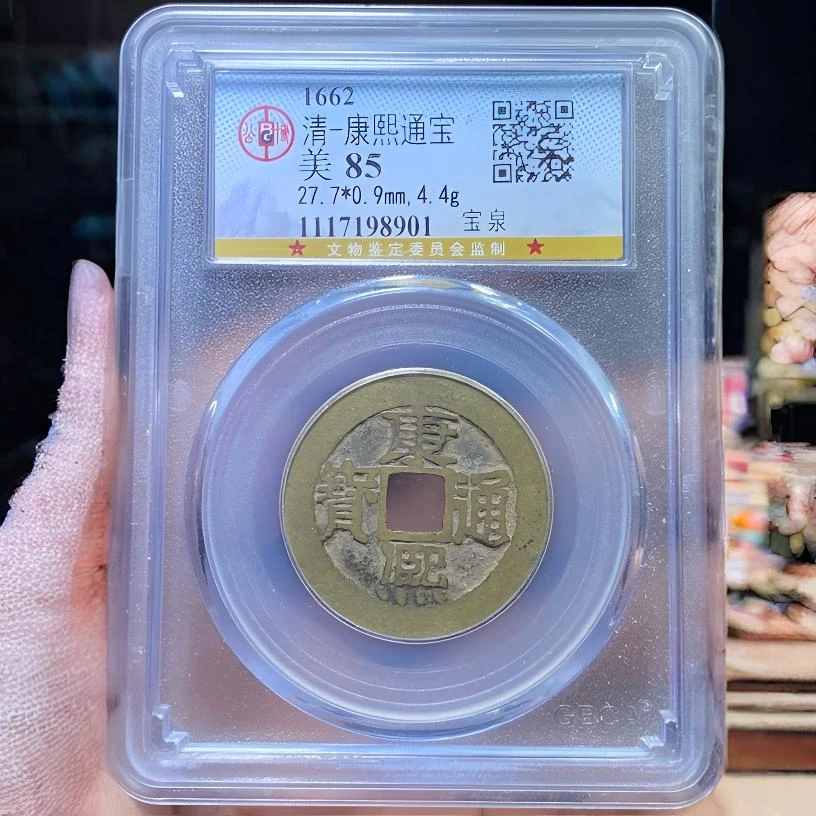 1662
清-康熙通宝
美 85
27.7*0.9mm, 4.4g
1117198901 宝泉
★ 文物鉴定委员会监制 ★
康熙通寳
GBCA